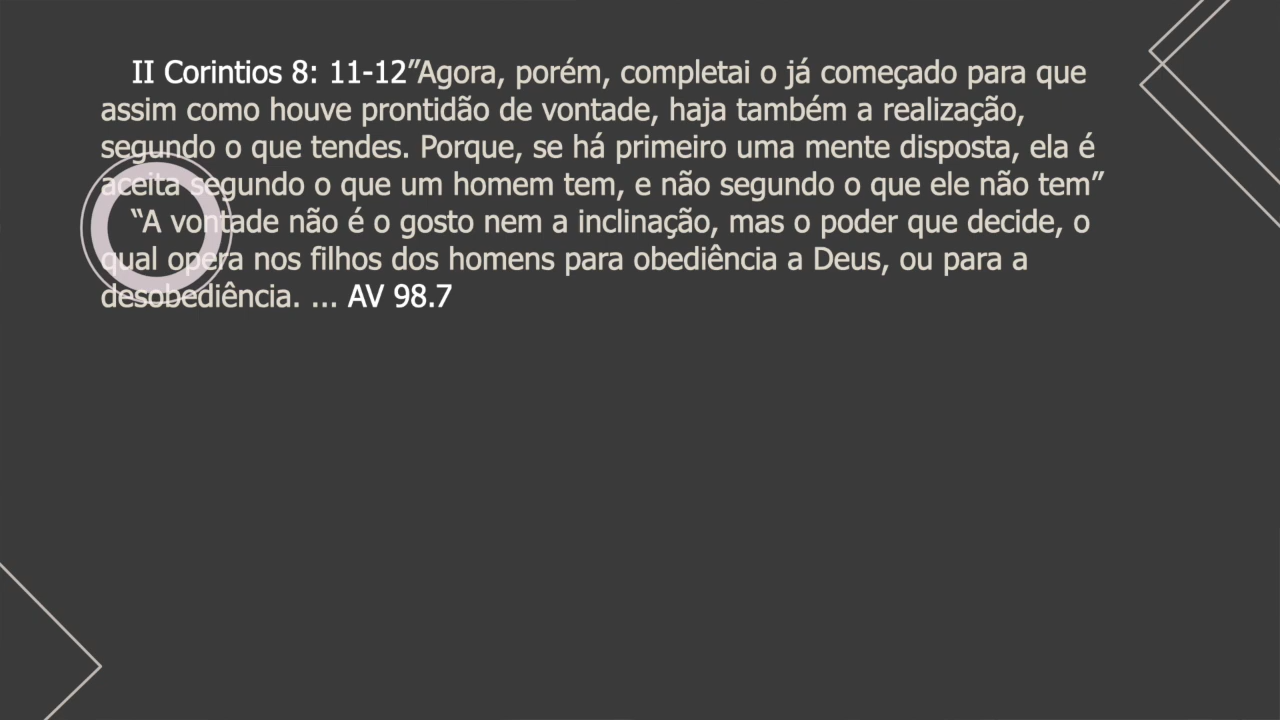 II Corintios 8: 11-12”Agora, porém, completai o já começado para que
assim como houve prontidão de vontade, haja também a realização,
segundo o que tendes. Porque, se há primeiro uma mente disposta, ela é
aceita segundo o que um homem tem, e não segundo o que ele não tem”
“A vontade não é o gosto nem a inclinação, mas o poder que decide, o
qual opera nos filhos dos homens para obediência a Deus, ou para a
desobediência. ... AV 98.7